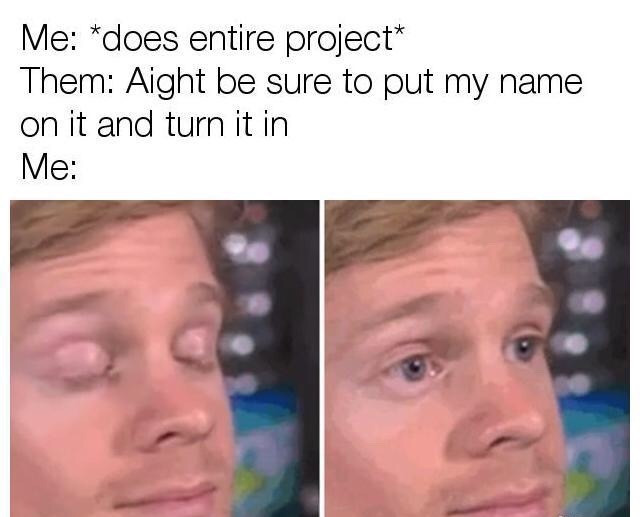 Me: *does entire project*
Them: Aight be sure to put my name
on it and turn it in
Me: